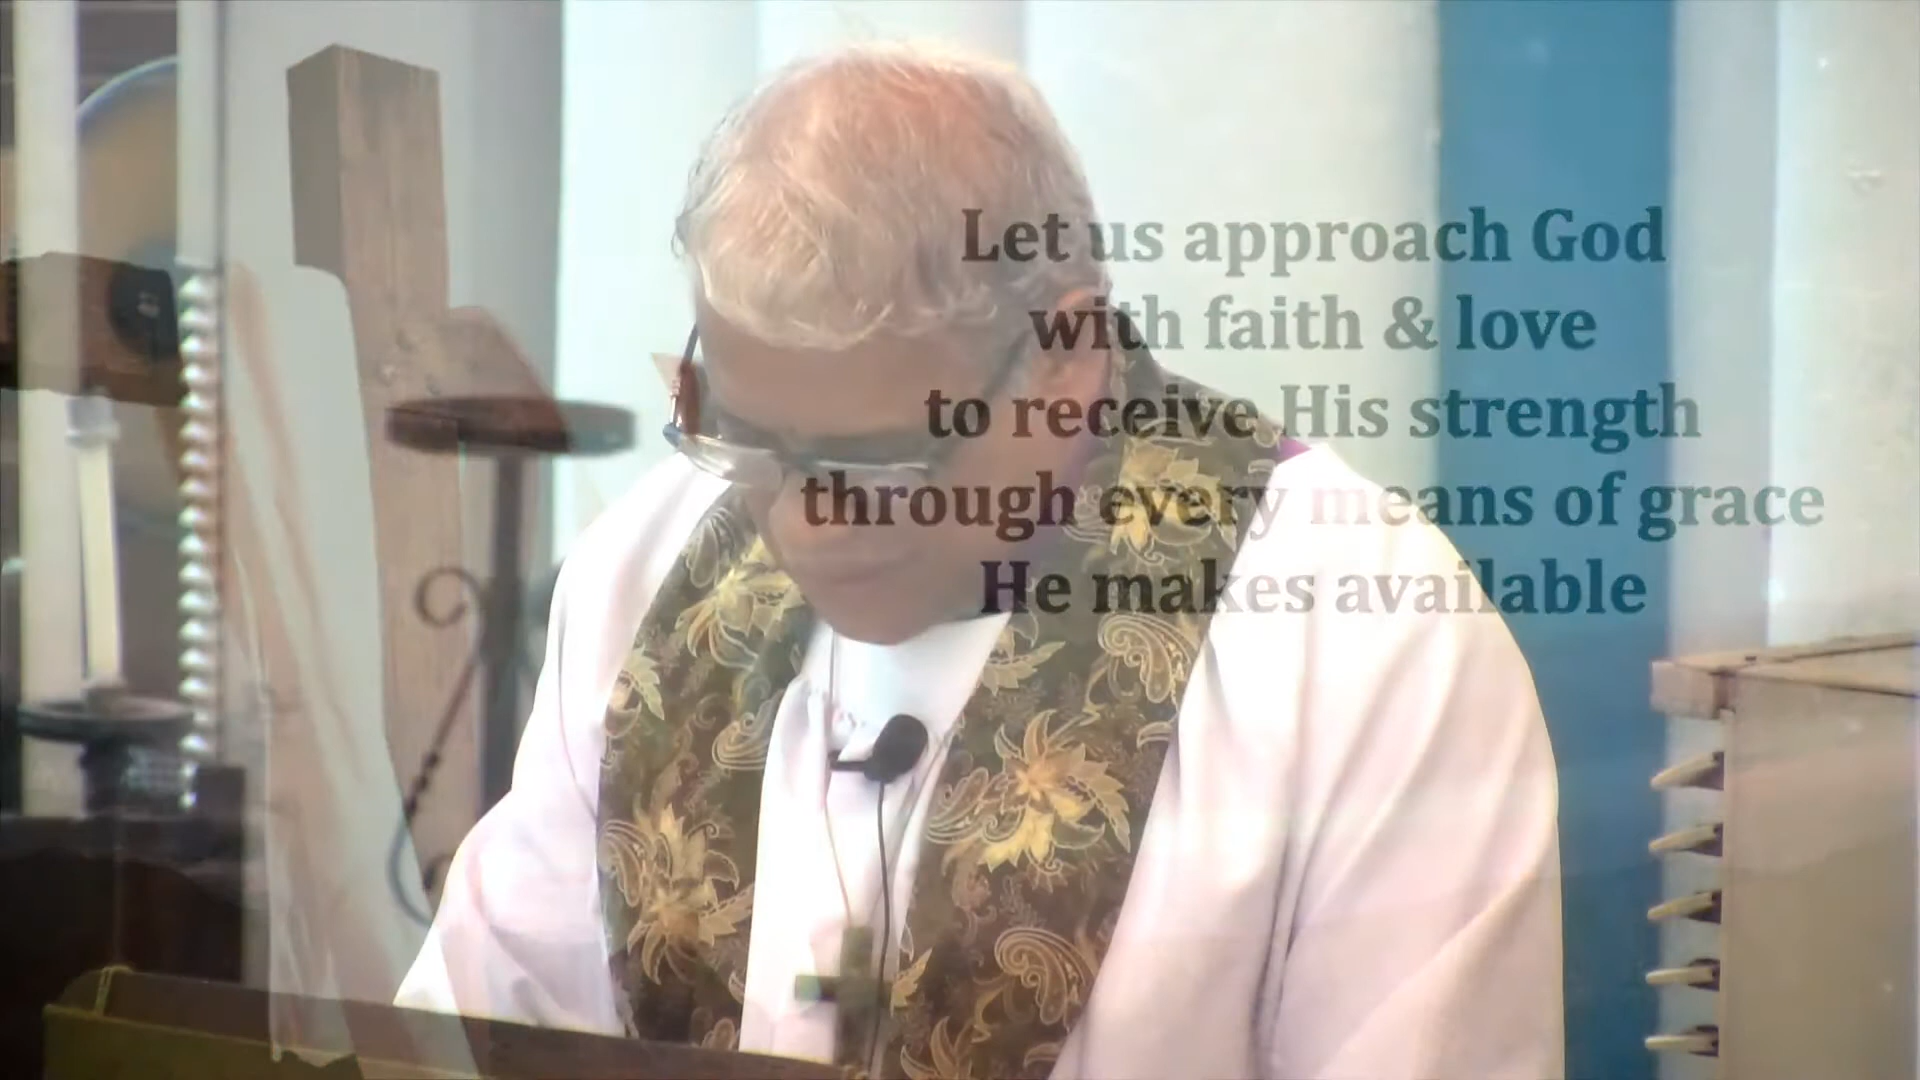 Let us approach God
with faith & love
to receive His strength
through every means of grace
He makes available